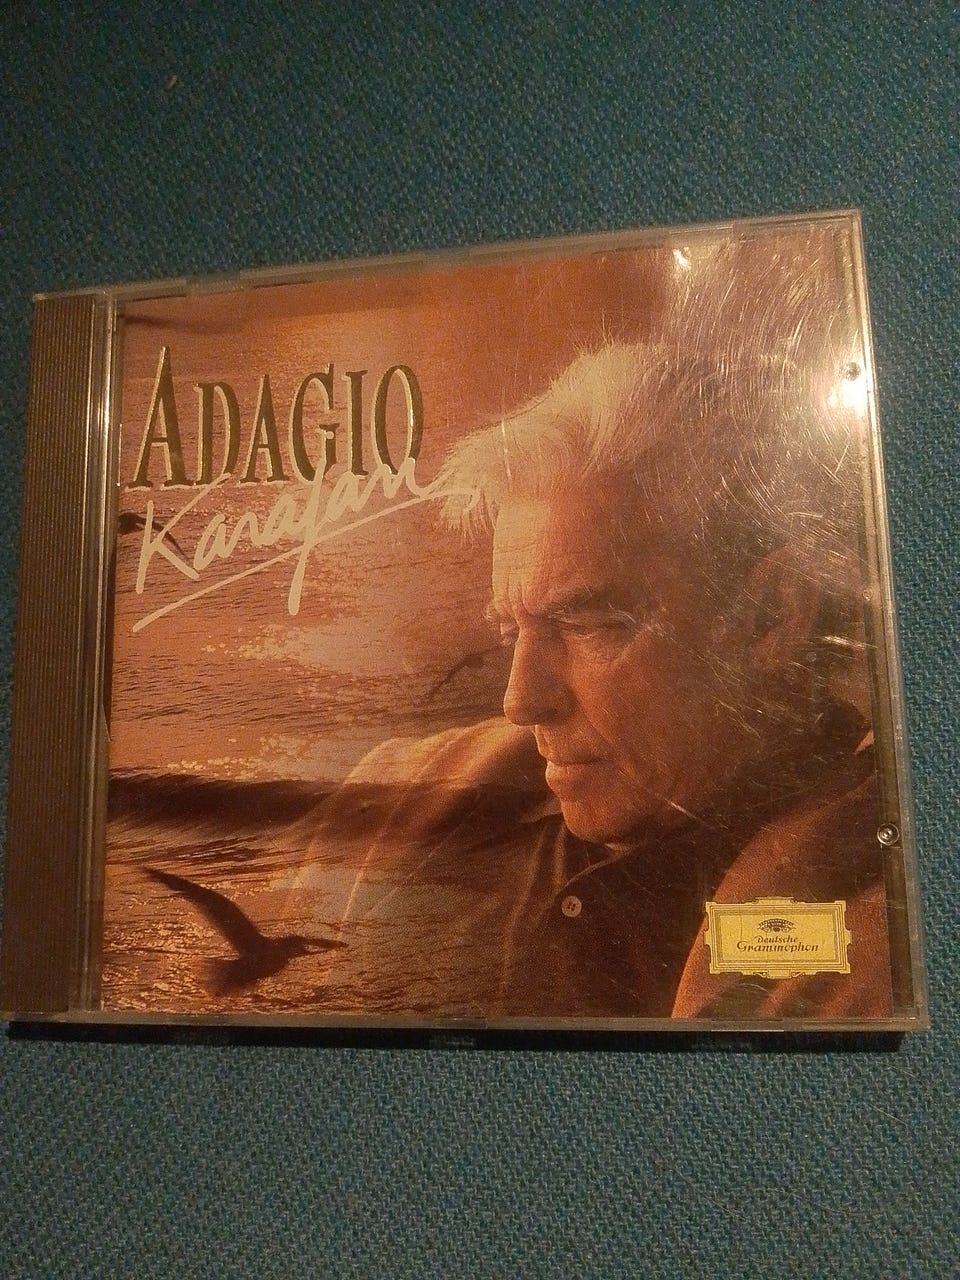 ADAGIO
Karajan
Deutsche
Grammophon